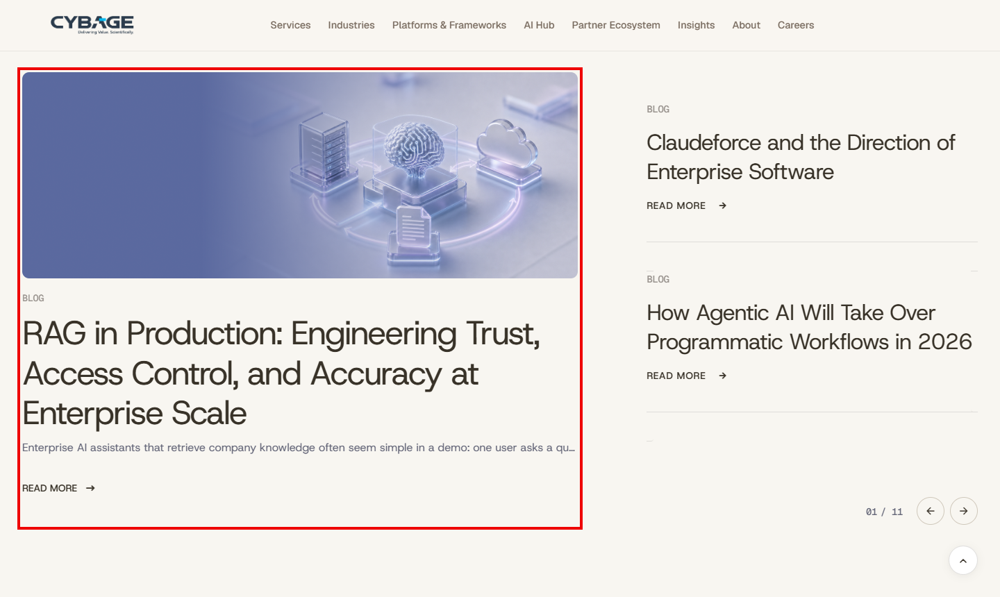 CYBAGE
Delivering Value. Scientifically.
Services
Industries
Platforms & Frameworks
AI Hub
Partner Ecosystem
Insights
About
Careers
BLOG
RAG in Production: Engineering Trust,
Access Control, and Accuracy at
Enterprise Scale
Enterprise AI assistants that retrieve company knowledge often seem simple in a demo: one user asks a qu...
READ MORE →
BLOG
Claudeforce and the Direction of
Enterprise Software
READ MORE →
BLOG
How Agentic AI Will Take Over
Programmatic Workflows in 2026
READ MORE →
01 / 11